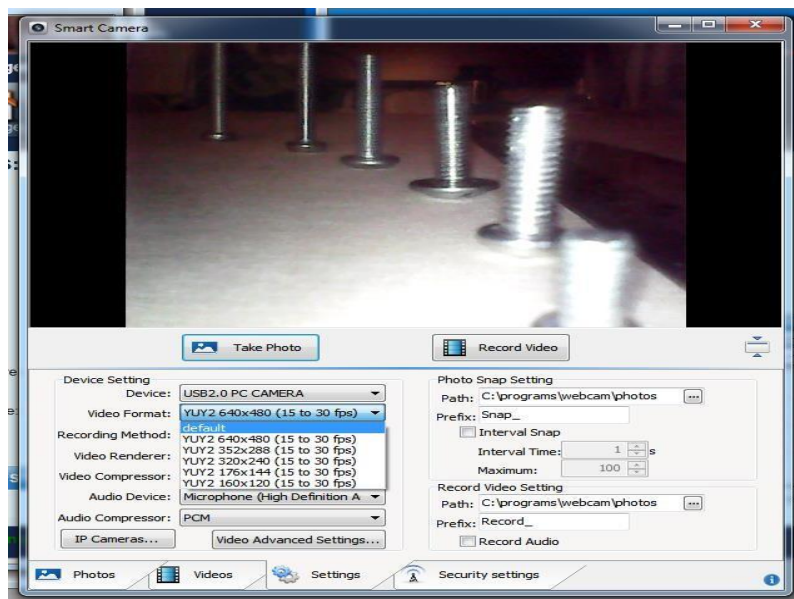 Smart Camera
Take Photo
Record Video
Device Setting
Device: USB2.0 PC CAMERA
Video Format: YUY2 640x480 (15 to 30 fps)
default
Recording Method:
YUY2 640x480 (15 to 30 fps)
YUY2 352x288 (15 to 30 fps)
Video Renderer:
YUY2 320x240 (15 to 30 fps)
YUY2 176x144 (15 to 30 fps)
Video Compressor:
YUY2 160x120 (15 to 30 fps)
Audio Device: Microphone (High Definition A
Audio Compressor: PCM
IP Cameras...
Video Advanced Settings...
Photo Snap Setting
Path: C:\programs\webcam\photos ...
Prefix: Snap_
Interval Snap
Interval Time: 1 s
Maximum: 100
Record Video Setting
Path: C:\programs\webcam\photos ...
Prefix: Record_
Record Audio
Photos
Videos
Settings
Security settings